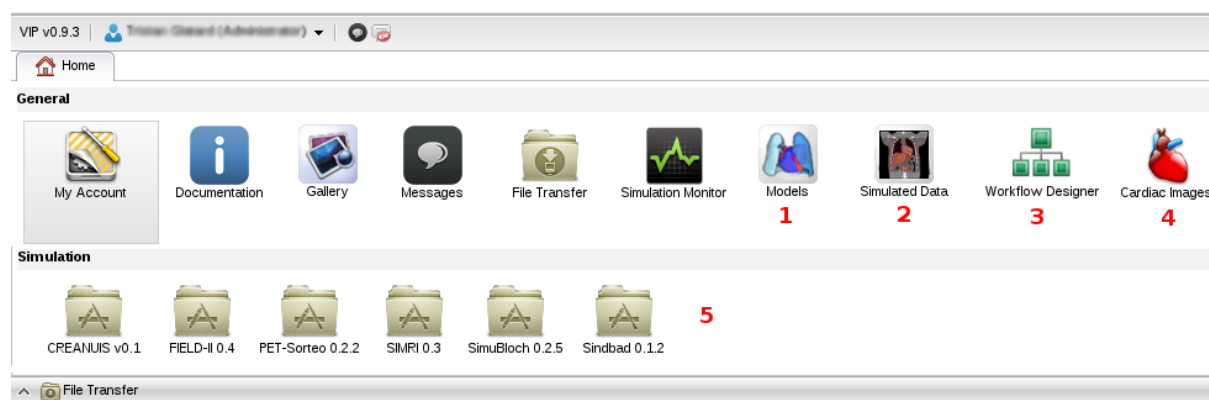 VIP v0.9.3
Home
General
My Account Documentation Gallery Messages File Transfer Simulation Monitor Models Simulated Data Workflow Designer Cardiac Images
1 2 3 4
Simulation
5
CREANUIS v0.1 FIELD-II 0.4 PET-Sorteo 0.2.2 SIMRI 0.3 SimuBloch 0.2.5 Sindbad 0.1.2
File Transfer